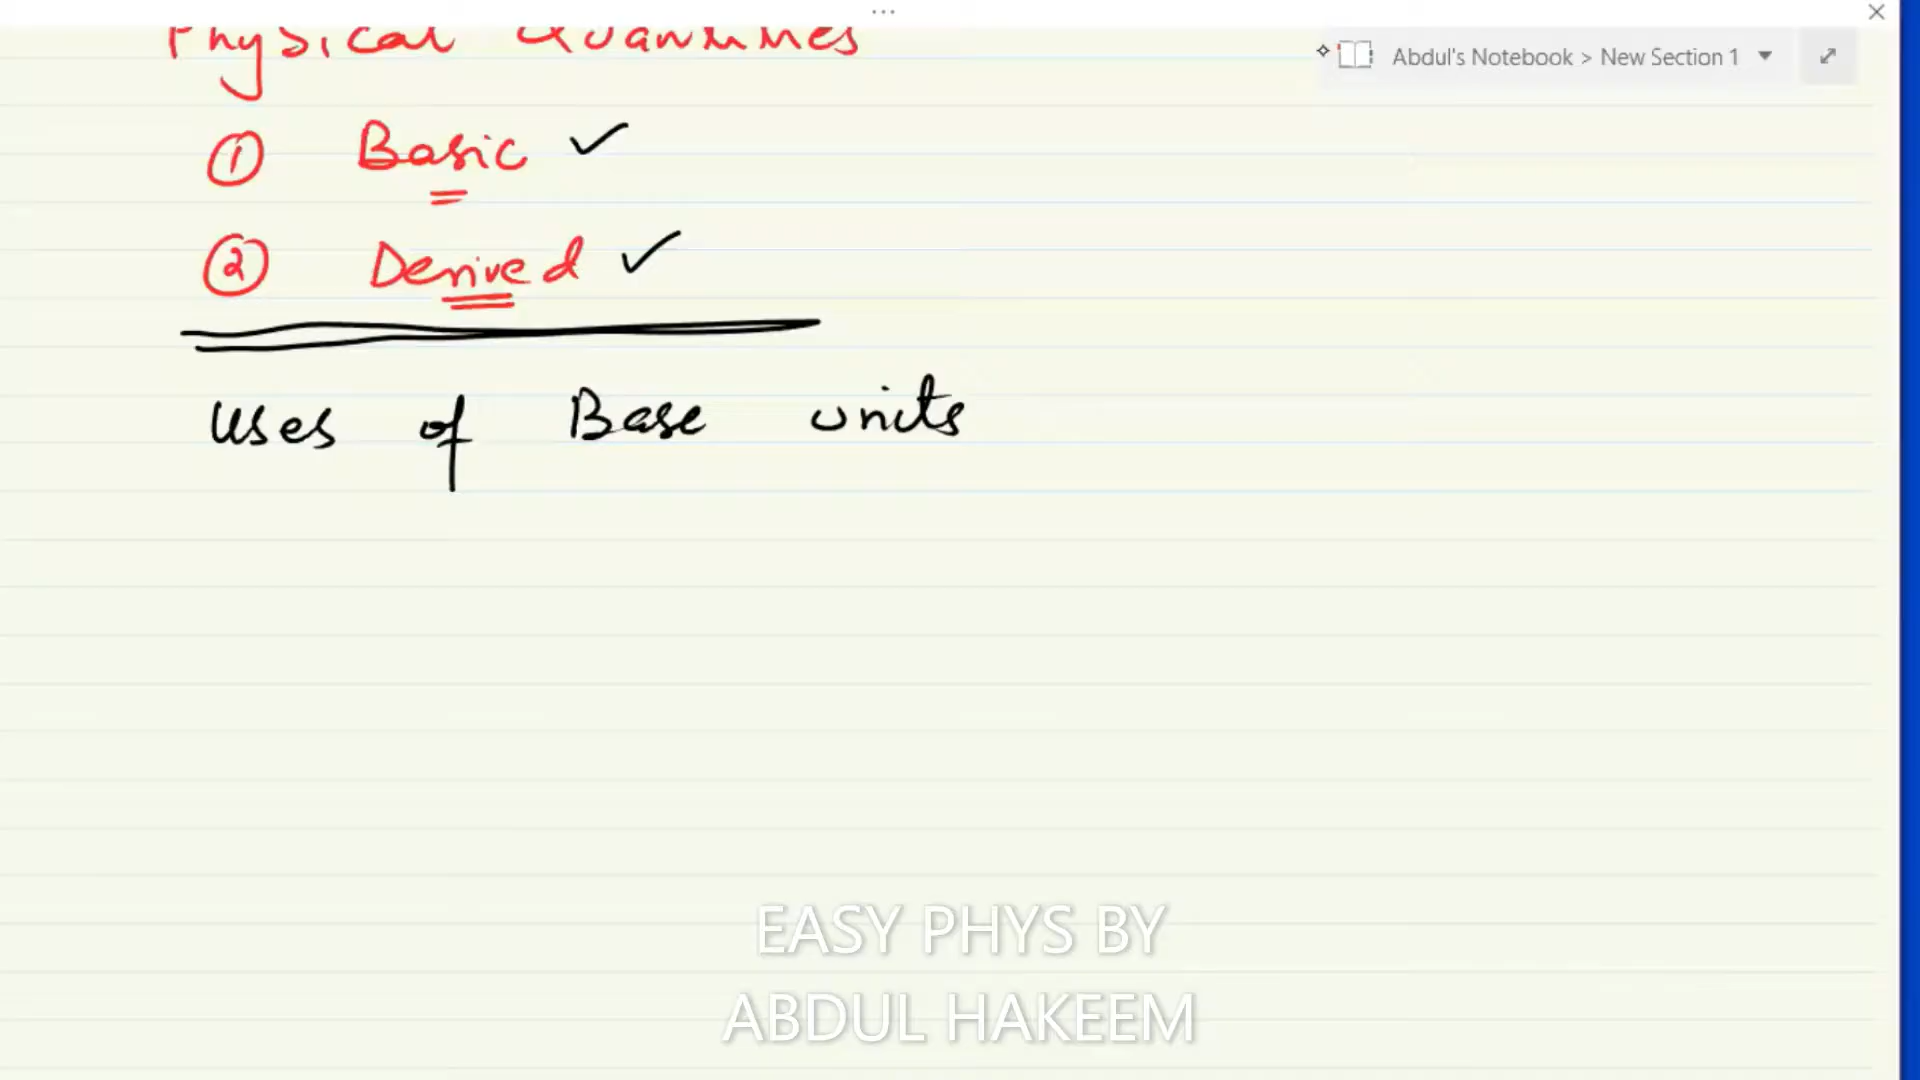 Physical Quantities
Abdul's Notebook > New Section 1
① Basic ✓
② Derived ✓
Uses of Base units
EASY PHYS BY
ABDUL HAKEEM